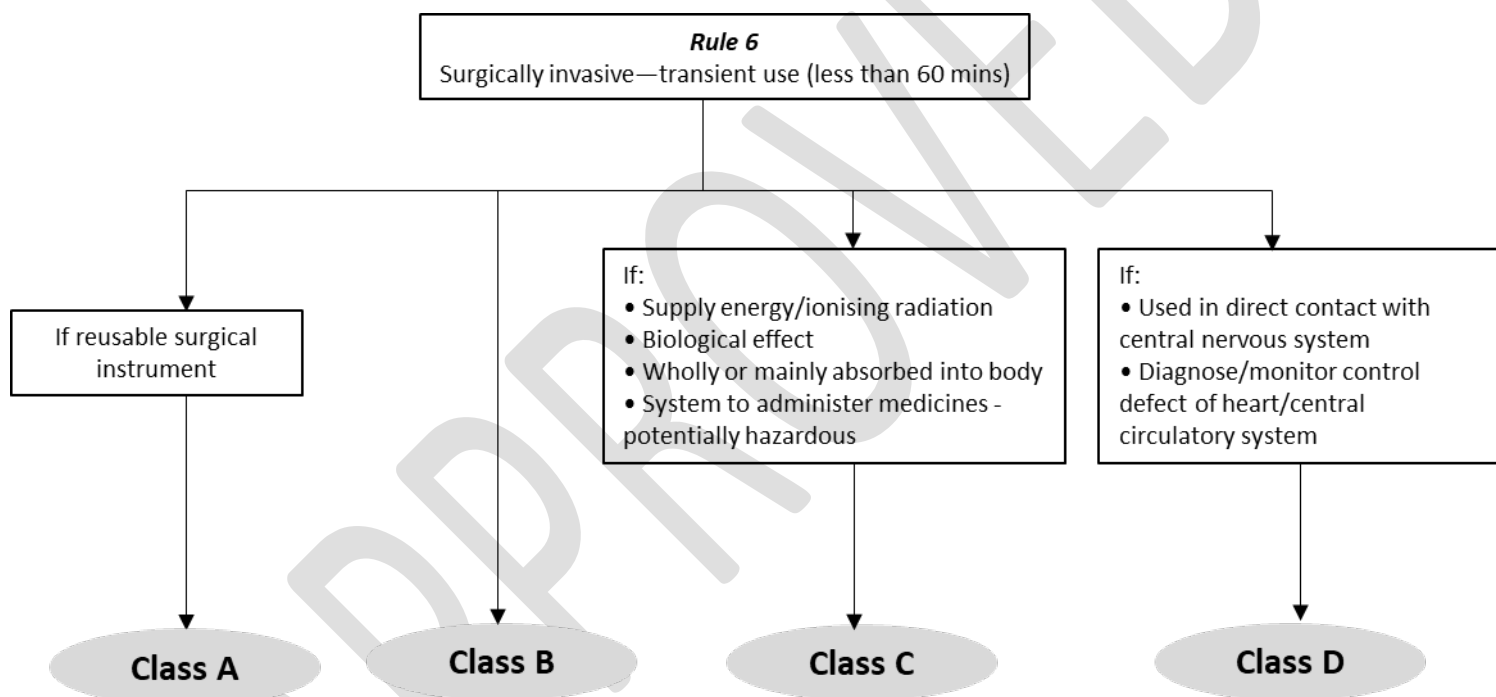 Rule 6
Surgically invasive—transient use (less than 60 mins)
If reusable surgical
instrument
If:
• Supply energy/ionising radiation
• Biological effect
• Wholly or mainly absorbed into body
• System to administer medicines -
potentially hazardous
If:
• Used in direct contact with
central nervous system
• Diagnose/monitor control
defect of heart/central
circulatory system
Class A
Class B
Class C
Class D